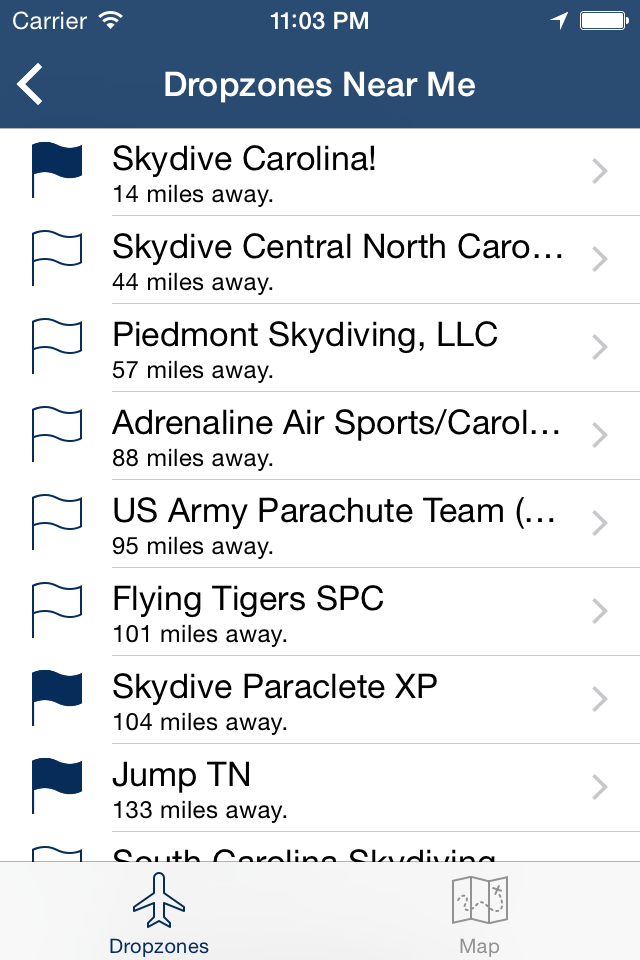 Carrier 11:03 PM
Dropzones Near Me
Skydive Carolina!
14 miles away.
Skydive Central North Caro...
44 miles away.
Piedmont Skydiving, LLC
57 miles away.
Adrenaline Air Sports/Carol...
88 miles away.
US Army Parachute Team (...
95 miles away.
Flying Tigers SPC
101 miles away.
Skydive Paraclete XP
104 miles away.
Jump TN
133 miles away.
South Carolina Skydiving
Dropzones Map